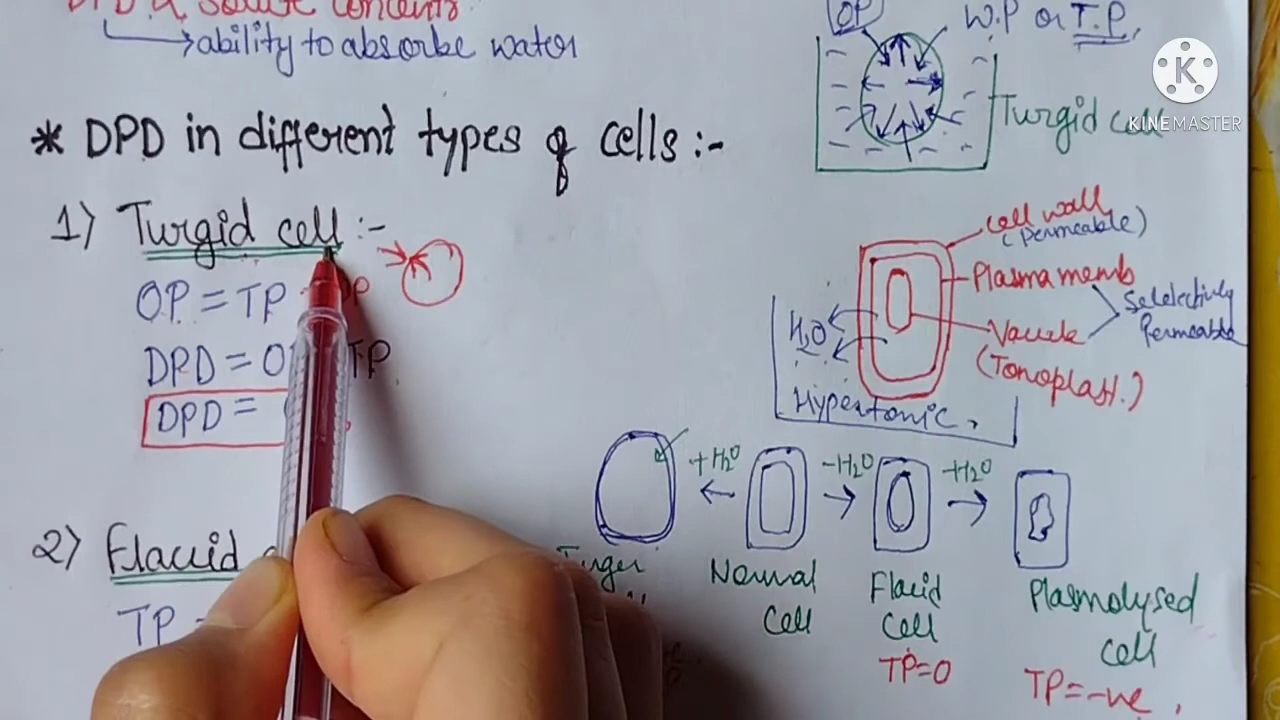 ability to absorbe water
* DPD in different types of cells :-
1) Turgid cell :-
OP = TP
DPD = O TP
DPD =
2) Flacid
TP =
OP
W.P or T.P.
Turgid cell
KINEMASTER
cell wall
(Permeable)
Plasma memb
Vacuole
(Tonoplast.)
Selectively
Permeable
H2O
Hypertonic.
+H2O
-H2O
+H2O
Turger
Normal
cell
Flacid
cell
TP=0
Plasmolysed
cell
TP=-ve.